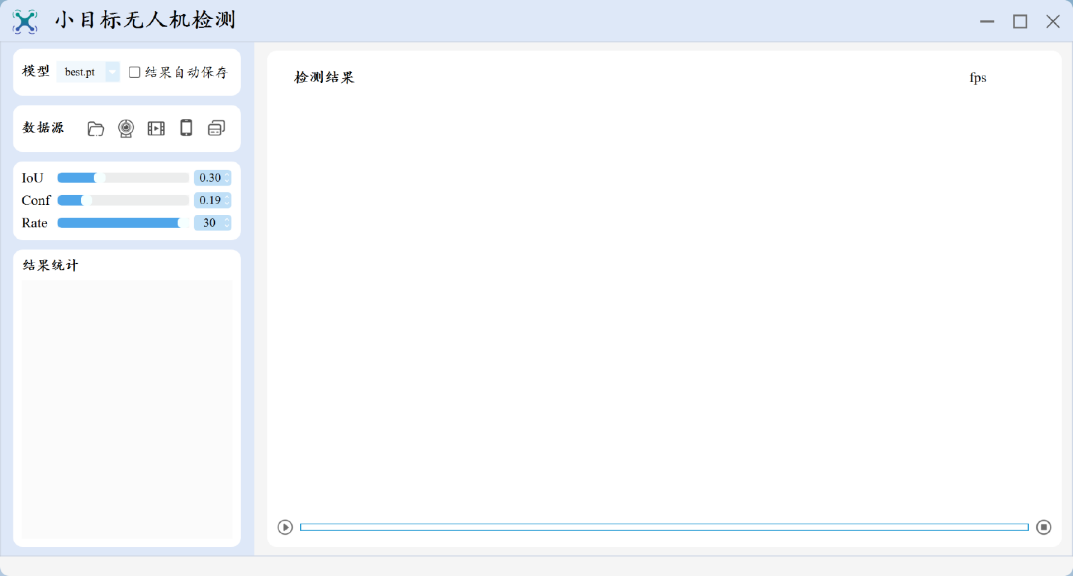 小目标无人机检测
模型 best.pt 结果自动保存
数据源
IoU 0.30
Conf 0.19
Rate 30
结果统计
检测结果 fps